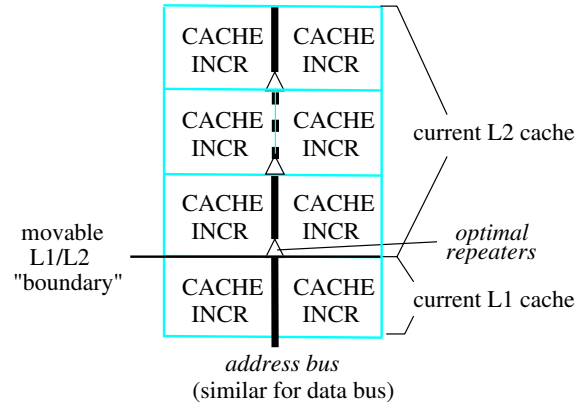 CACHE INCR
CACHE INCR
CACHE INCR
CACHE INCR
current L2 cache
CACHE INCR
CACHE INCR
movable
L1/L2
"boundary"
optimal
repeaters
CACHE INCR
CACHE INCR
current L1 cache
address bus
(similar for data bus)